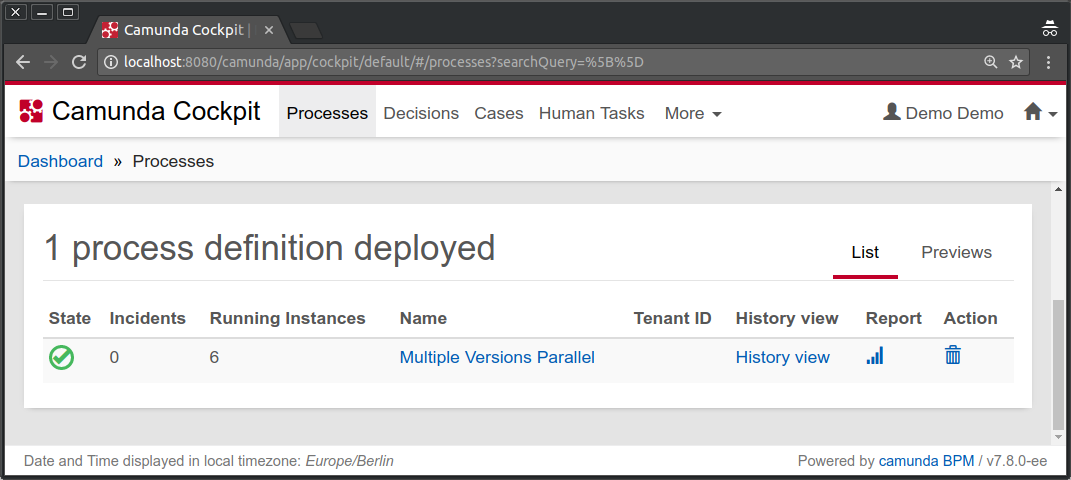 Camunda Cockpit |
localhost:8080/camunda/app/cockpit/default/#/processes?searchQuery=%5B%5D
Camunda Cockpit Processes Decisions Cases Human Tasks More Demo Demo
Dashboard » Processes
1 process definition deployed
List Previews
State Incidents Running Instances Name Tenant ID History view Report Action
0 6 Multiple Versions Parallel History view
Date and Time displayed in local timezone: Europe/Berlin Powered by camunda BPM / v7.8.0-ee